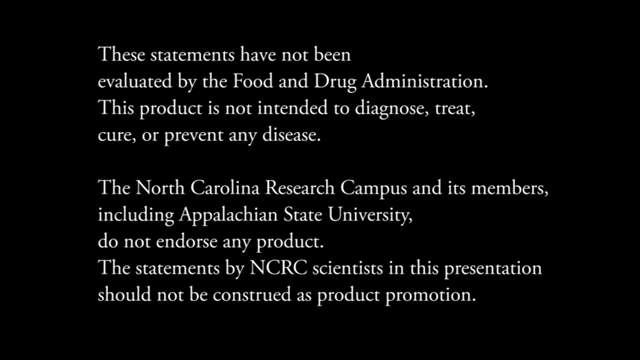 These statements have not been
evaluated by the Food and Drug Administration.
This product is not intended to diagnose, treat,
cure, or prevent any disease.
The North Carolina Research Campus and its members,
including Appalachian State University,
do not endorse any product.
The statements by NCRC scientists in this presentation
should not be construed as product promotion.